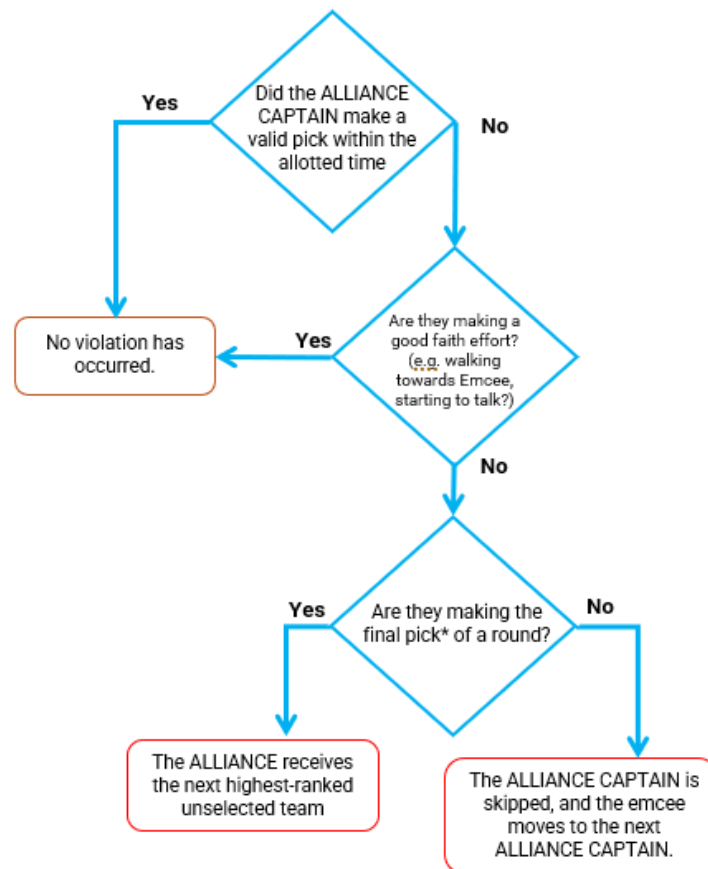 Did the ALLIANCE
CAPTAIN make a
valid pick within the
allotted time
Yes
No
No violation has
occurred.
Yes
Are they making a
good faith effort?
(e.g. walking
towards Emcee,
starting to talk?)
No
Yes
Are they making the
final pick* of a round?
No
The ALLIANCE receives
the next highest-ranked
unselected team
The ALLIANCE CAPTAIN is
skipped, and the emcee
moves to the next
ALLIANCE CAPTAIN.